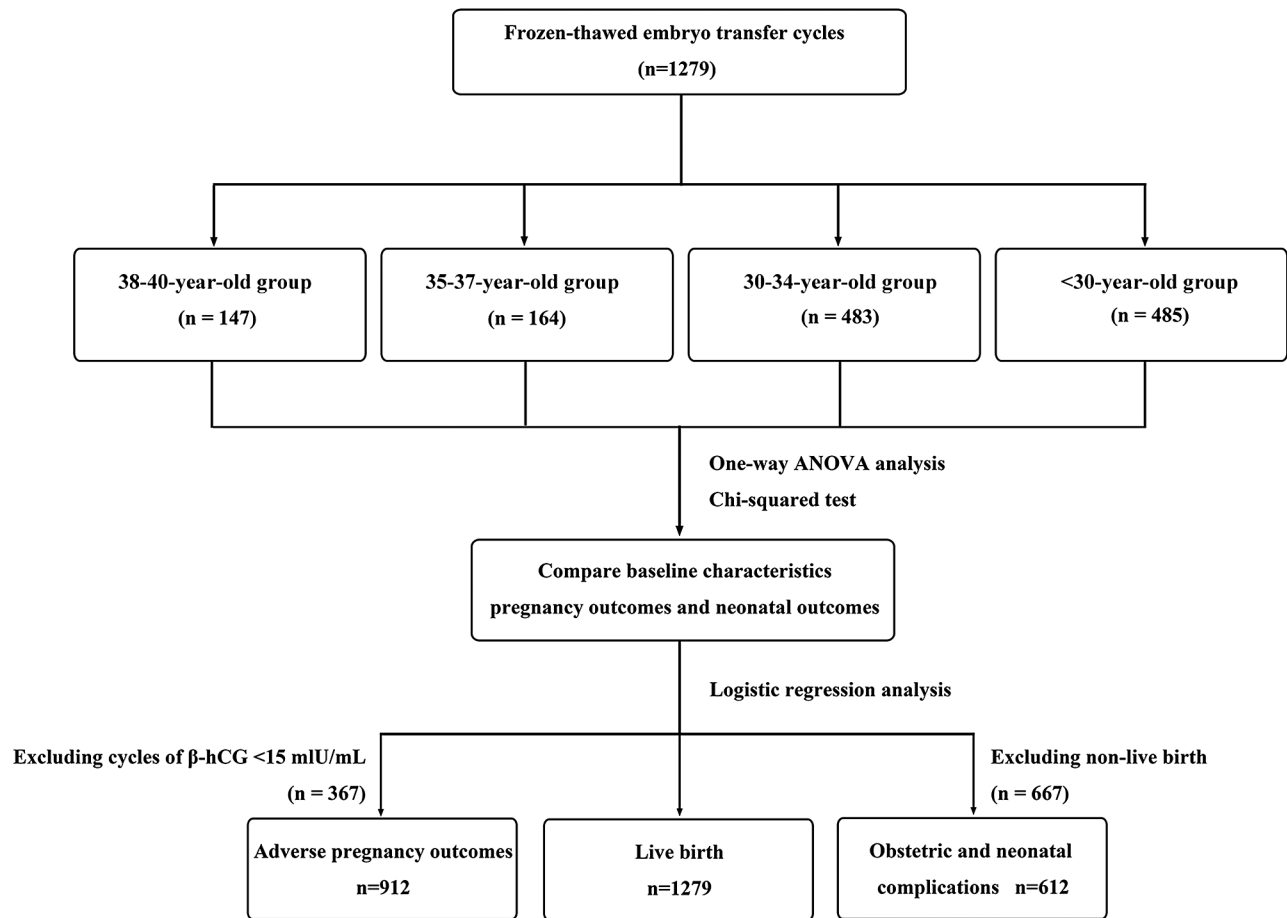 Frozen-thawed embryo transfer cycles
(n=1279)
38-40-year-old group
(n = 147)
35-37-year-old group
(n = 164)
30-34-year-old group
(n = 483)
<30-year-old group
(n = 485)
One-way ANOVA analysis
Chi-squared test
Compare baseline characteristics
pregnancy outcomes and neonatal outcomes
Logistic regression analysis
Excluding cycles of β-hCG <15 mlU/mL
(n = 367)
Excluding non-live birth
(n = 667)
Adverse pregnancy outcomes
n=912
Live birth
n=1279
Obstetric and neonatal
complications n=612